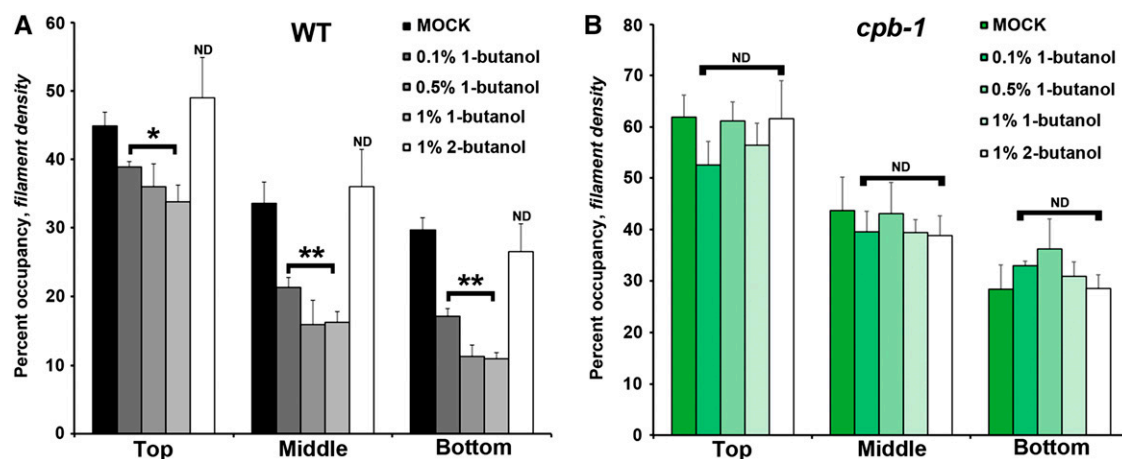 A
WT
Percent occupancy, filament density
60
50
40
30
20
10
0
MOCK
0.1% 1-butanol
0.5% 1-butanol
1% 1-butanol
1% 2-butanol
*
ND
**
ND
**
ND
Top
Middle
Bottom
B
cpb-1
Percent occupancy, filament density
80
70
60
50
40
30
20
10
0
MOCK
0.1% 1-butanol
0.5% 1-butanol
1% 1-butanol
1% 2-butanol
ND
ND
ND
Top
Middle
Bottom